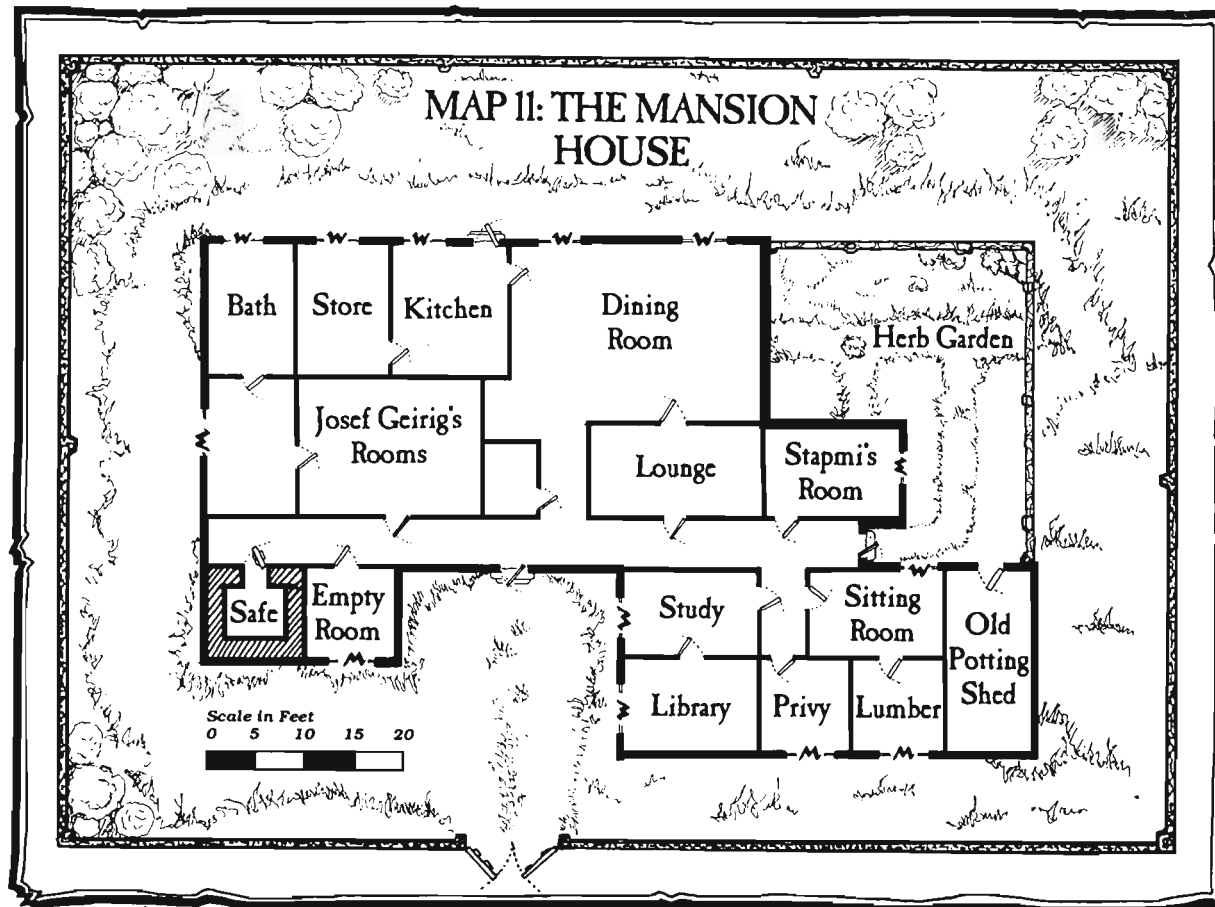 MAP 11: THE MANSION
HOUSE
Bath
Store
Kitchen
Dining
Room
Herb Garden
Josef Geirig's
Rooms
Lounge
Stapmi's
Room
Safe
Empty
Room
Study
Sitting
Room
Old
Potting
Shed
Library
Privy
Lumber
Scale in Feet
0 5 10 15 20
W
W
W
W
W
W
W
W
W
W
W
W
W
W